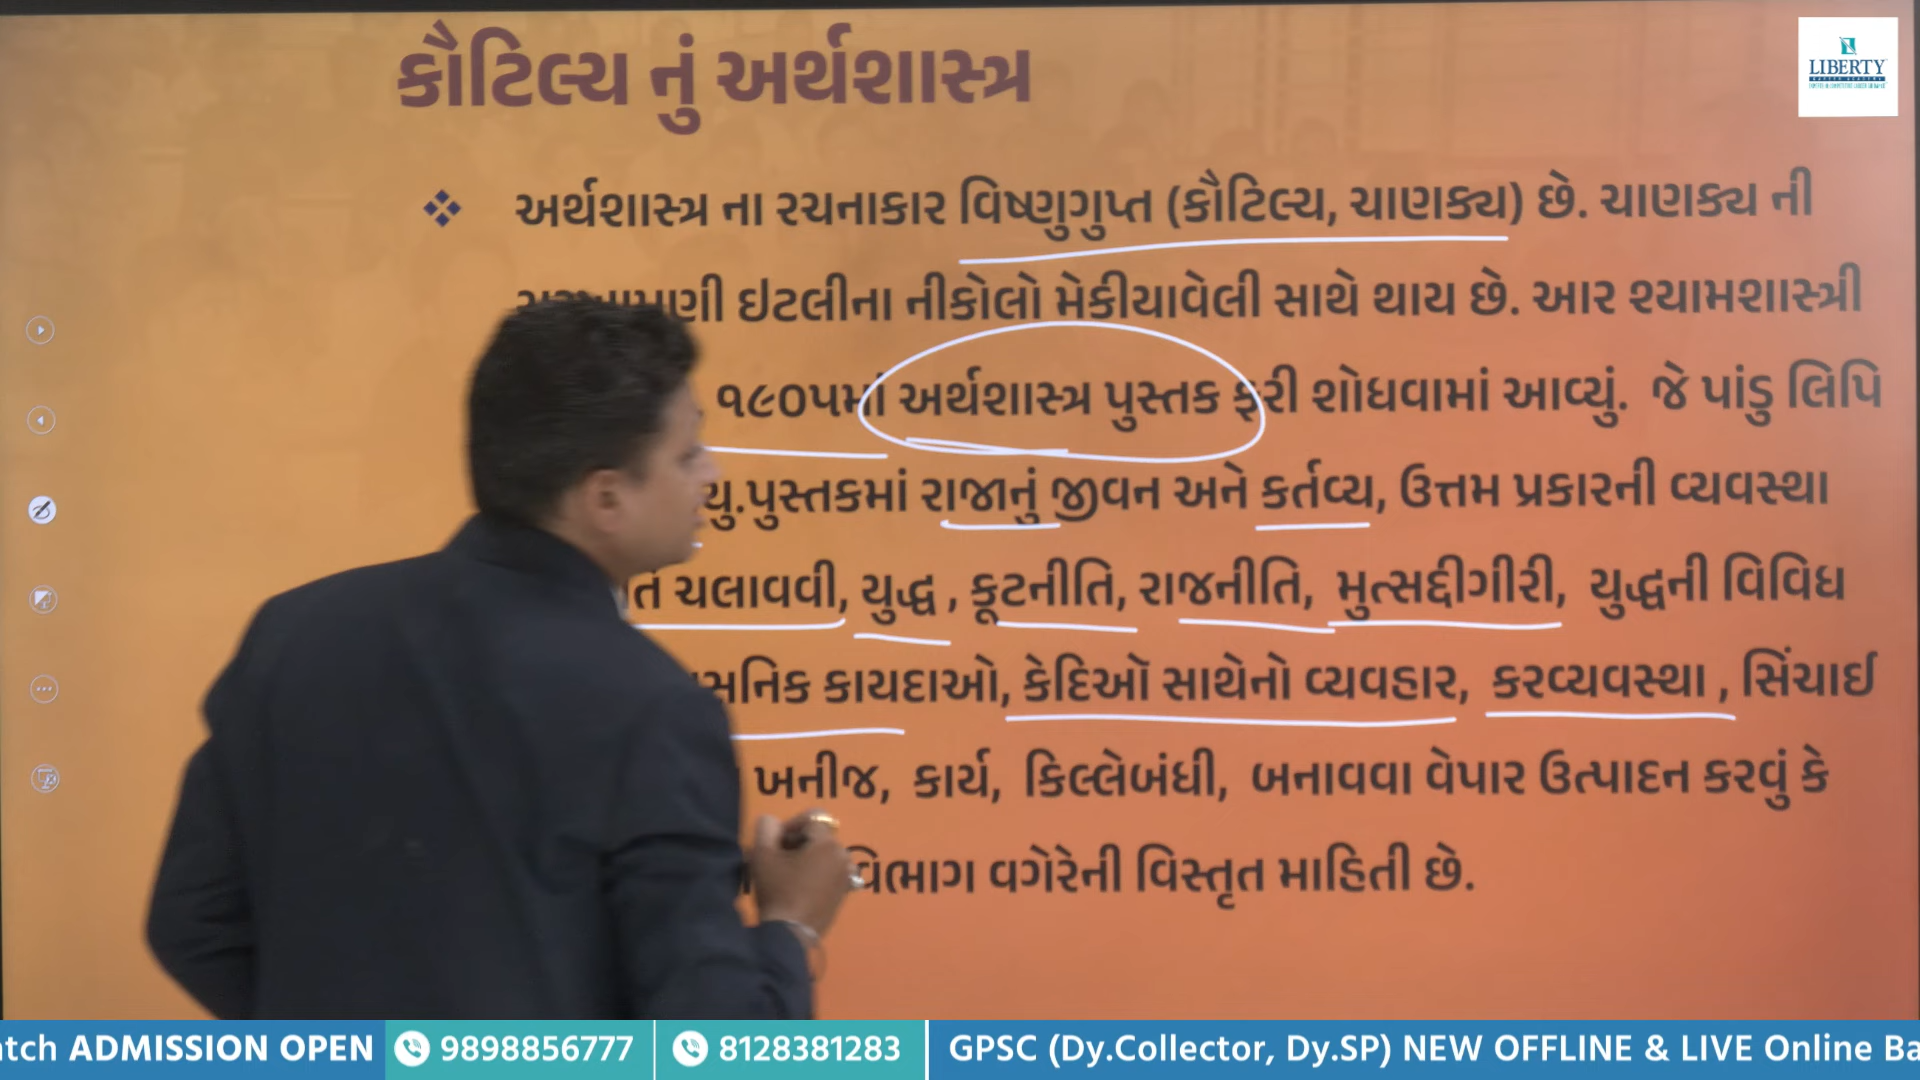 કૌટિલ્ય નું અર્થશાસ્ત્ર
LIBERTY
અર્થશાસ્ત્ર ના રચનાકાર વિષ્ણુગુપ્ત (કૌટિલ્ય, ચાણક્ય) છે. ચાણક્ય ની
ઇટલીના નીકોલો મેકીયાવેલી સાથે થાય છે. આર શ્યામશાસ્ત્રી
૧૯૦૫માં અર્થશાસ્ત્ર પુસ્તક ફરી શોધવામાં આવ્યું. જે પાંડુ લિપિ
પુસ્તકમાં રાજાનું જીવન અને કર્તવ્ય, ઉત્તમ પ્રકારની વ્યવસ્થા
ચલાવવી, યુદ્ધ , કૂટનીતિ, રાજનીતિ, મુત્સદ્દીગીરી, યુદ્ધની વિવિધ
કાયદાઓ, કેદિઓ સાથેનો વ્યવહાર, કરવ્યવસ્થા , સિંચાઈ
ખનીજ, કાર્ય, કિલ્લેબંધી, બનાવવા વેપાર ઉત્પાદન કરવું કે
વિભાગ વગેરેની વિસ્તૃત માહિતી છે.
ADMISSION OPEN 9898856777 8128381283 GPSC (Dy.Collector, Dy.SP) NEW OFFLINE & LIVE Online